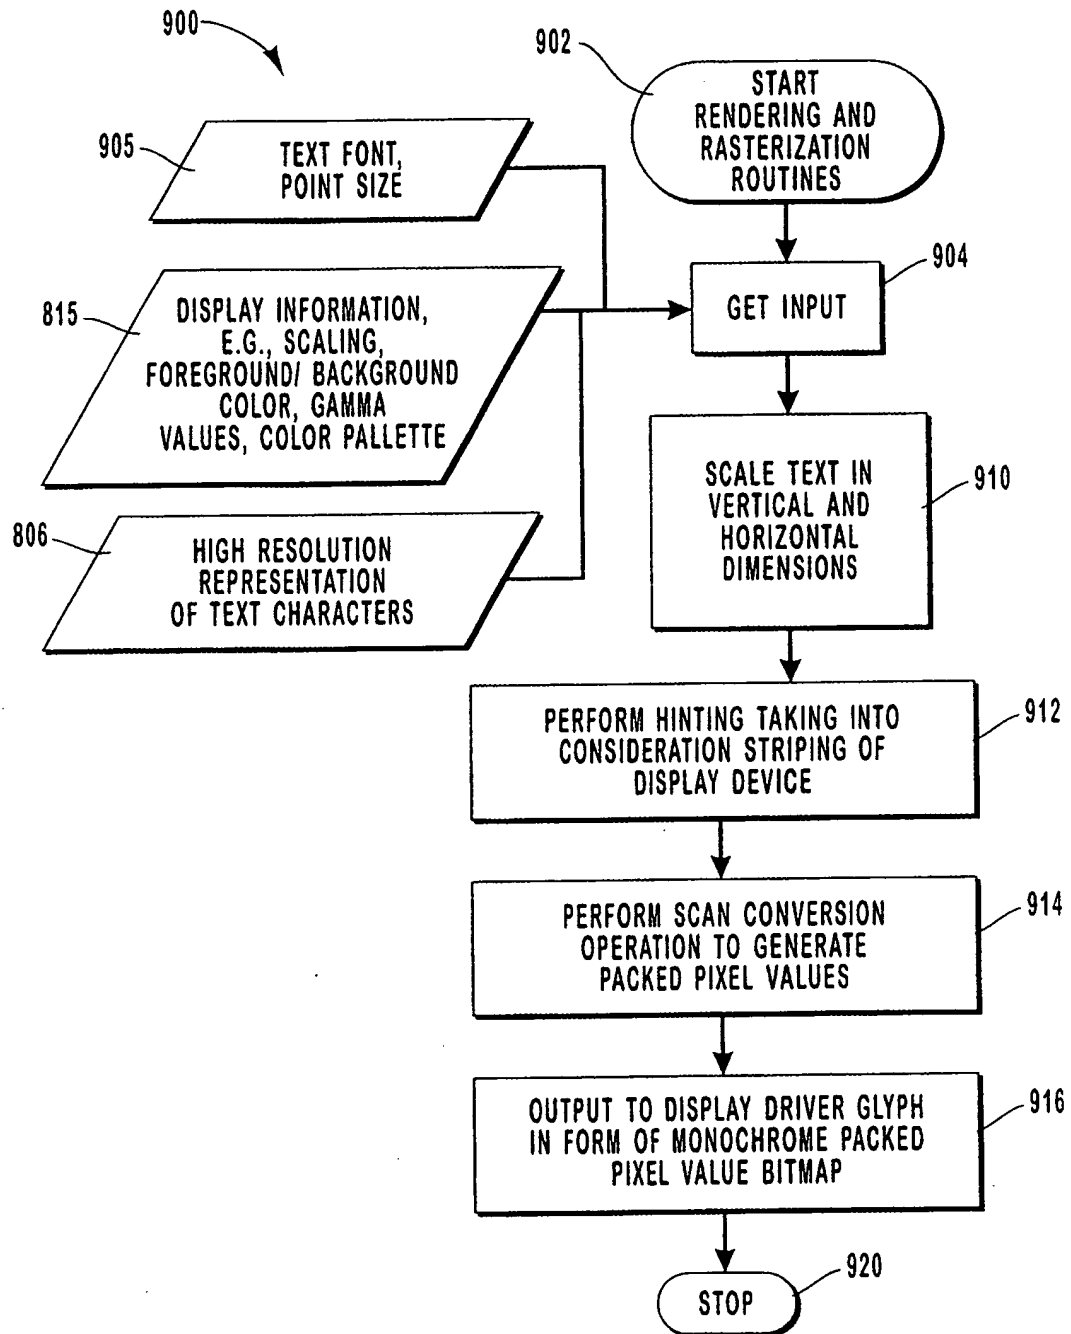 900
902
START
RENDERING AND
RASTERIZATION
ROUTINES
905
TEXT FONT,
POINT SIZE
904
GET INPUT
815
DISPLAY INFORMATION,
E.G., SCALING,
FOREGROUND/ BACKGROUND
COLOR, GAMMA
VALUES, COLOR PALLETTE
910
SCALE TEXT IN
VERTICAL AND
HORIZONTAL
DIMENSIONS
806
HIGH RESOLUTION
REPRESENTATION
OF TEXT CHARACTERS
912
PERFORM HINTING TAKING INTO
CONSIDERATION STRIPING OF
DISPLAY DEVICE
914
PERFORM SCAN CONVERSION
OPERATION TO GENERATE
PACKED PIXEL VALUES
916
OUTPUT TO DISPLAY DRIVER GLYPH
IN FORM OF MONOCHROME PACKED
PIXEL VALUE BITMAP
920
STOP